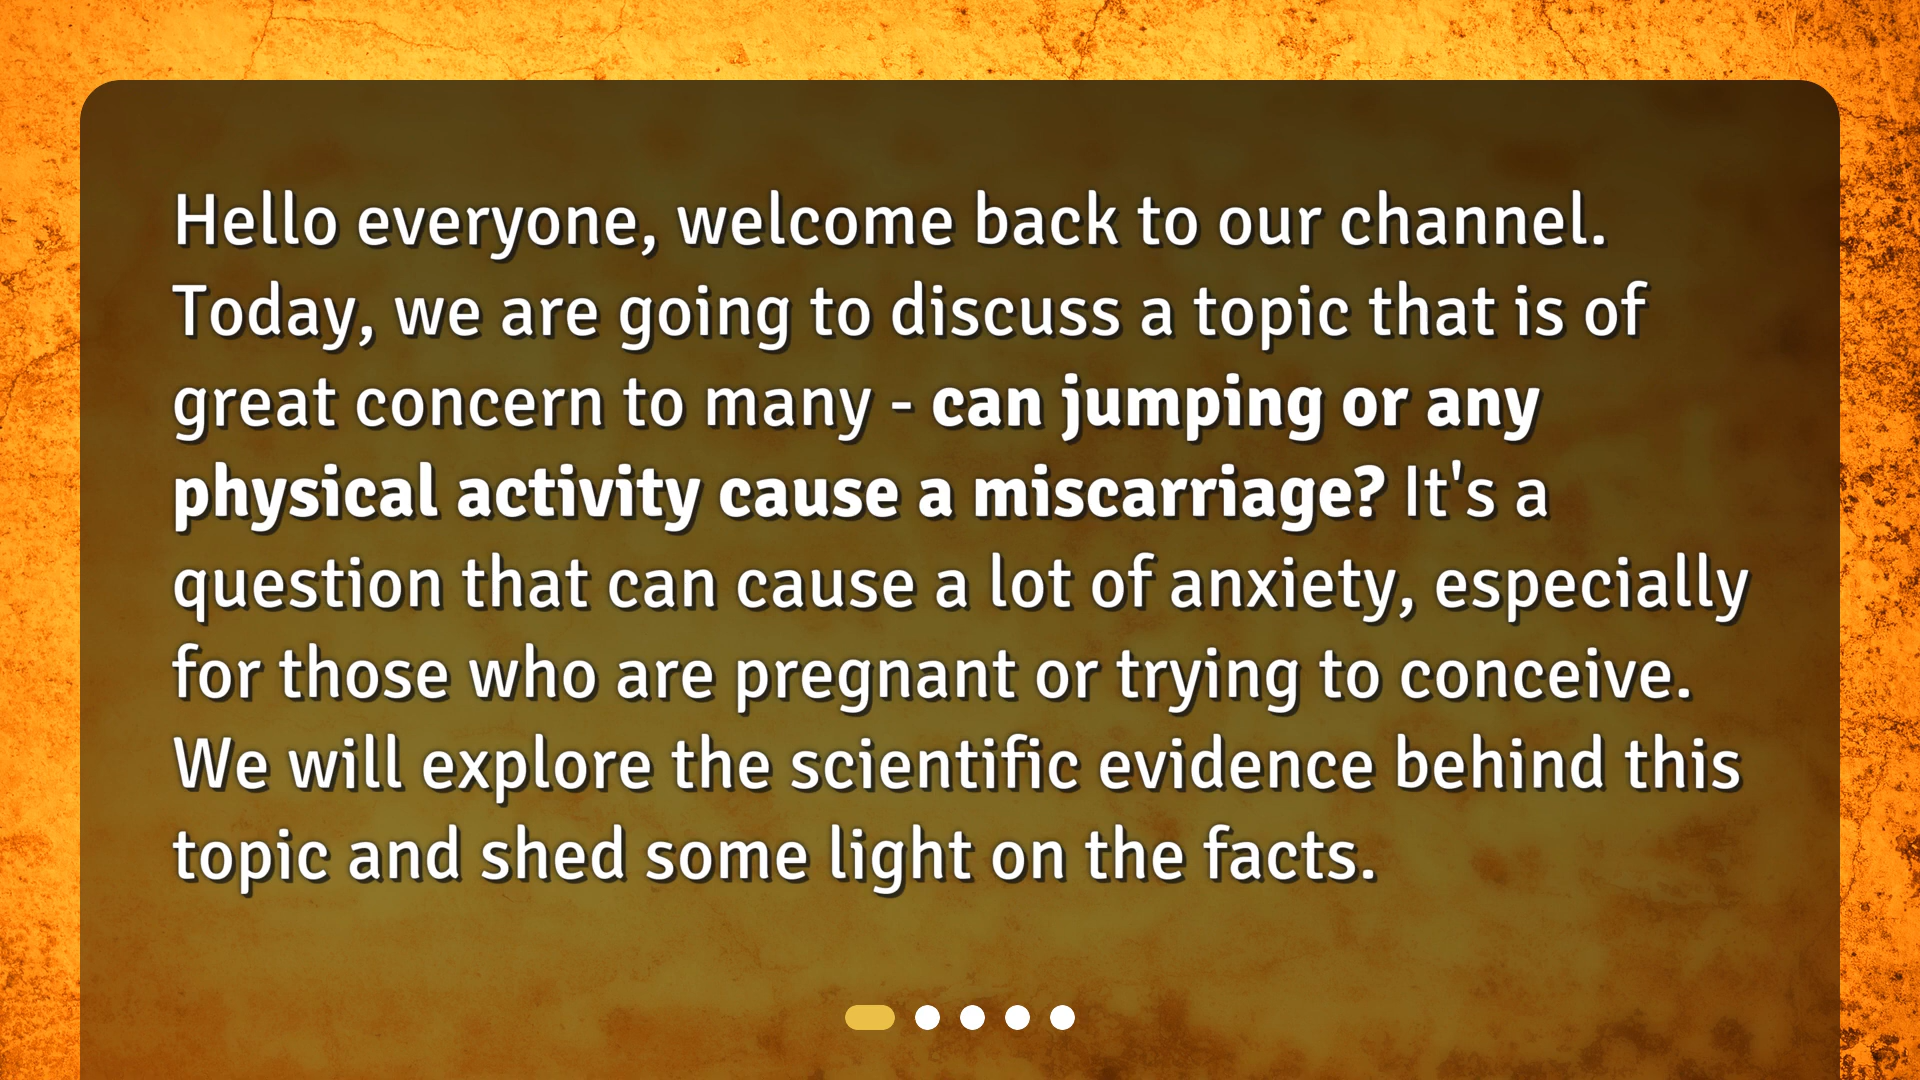 Hello everyone, welcome back to our channel.
Today, we are going to discuss a topic that is of
great concern to many - can jumping or any
physical activity cause a miscarriage? It's a
question that can cause a lot of anxiety, especially
for those who are pregnant or trying to conceive.
We will explore the scientific evidence behind this
topic and shed some light on the facts.